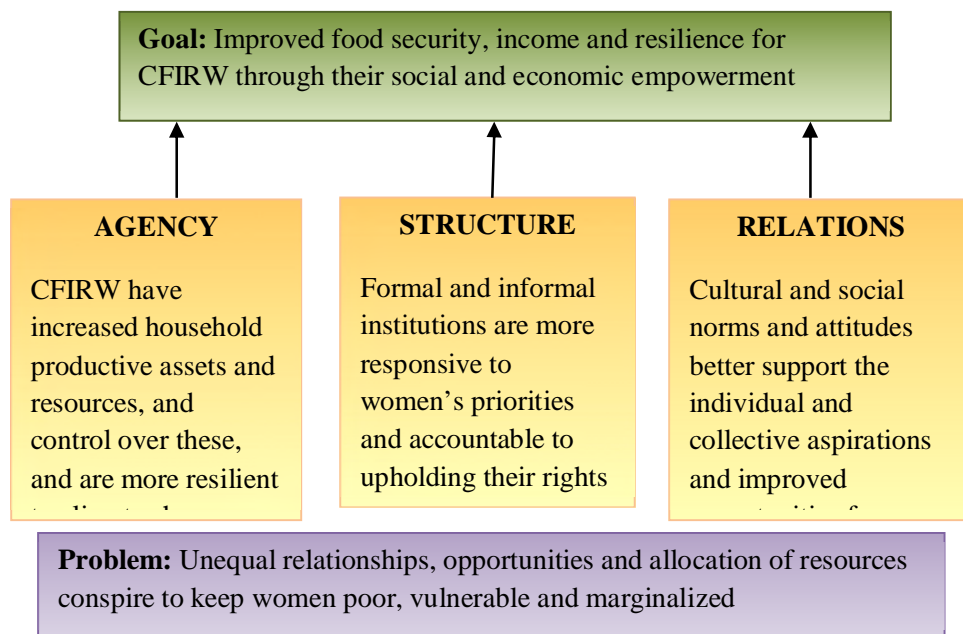 Goal: Improved food security, income and resilience for
CFIRW through their social and economic empowerment
AGENCY
CFIRW have
increased household
productive assets and
resources, and
control over these,
and are more resilient
STRUCTURE
Formal and informal
institutions are more
responsive to
women’s priorities
and accountable to
upholding their rights
RELATIONS
Cultural and social
norms and attitudes
better support the
individual and
collective aspirations
and improved
Problem: Unequal relationships, opportunities and allocation of resources
conspire to keep women poor, vulnerable and marginalized